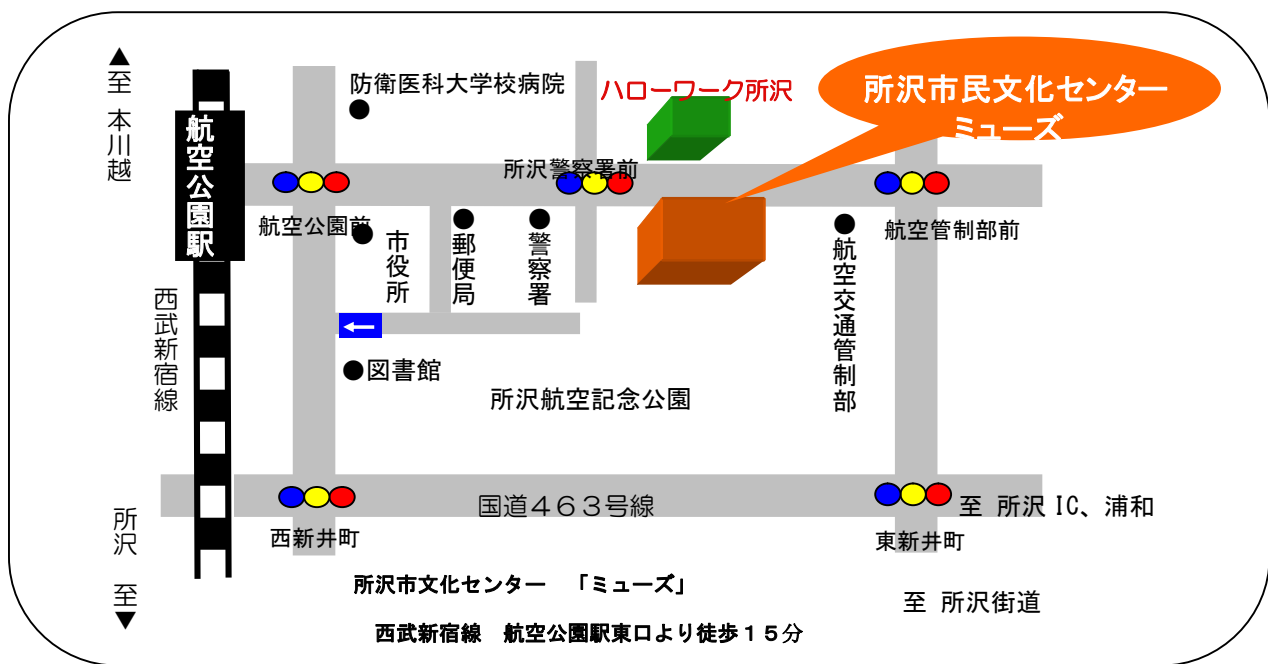 ▲至 本川越
防衛医科大学校病院
ハローワーク所沢
所沢市民文化センター
ミューズ
航空公園駅
所沢警察署前
航空公園前
市役所
郵便局
警察署
航空交通管制部
航空管制部前
西武新宿線
←
図書館
所沢航空記念公園
国道463号線
至 所沢IC、浦和
西新井町
東新井町
所沢 至▼
所沢市文化センター 「ミューズ」
至 所沢街道
西武新宿線 航空公園駅東口より徒歩15分